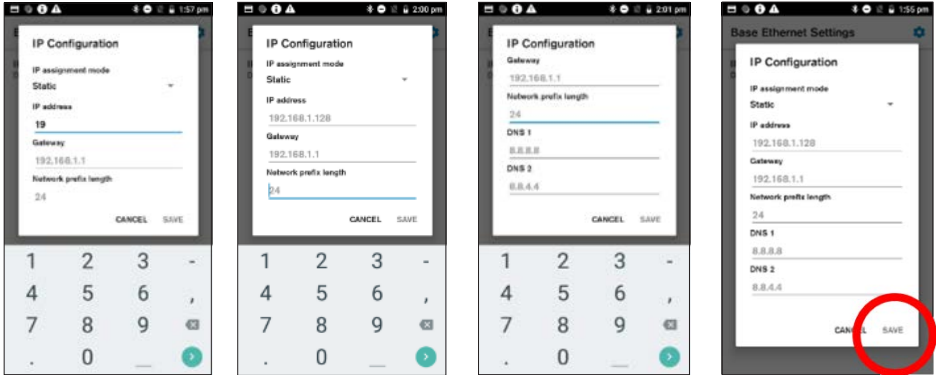 1:57 pm
IP Configuration
IP assignment mode
Static
IP address
19
Gateway
192.168.1.1
Network prefix length
24
CANCEL SAVE
1 2 3 -
4 5 6 ,
7 8 9
. 0 _
2:00 pm
IP Configuration
IP assignment mode
Static
IP address
192.168.1.128
Gateway
192.168.1.1
Network prefix length
24
CANCEL SAVE
1 2 3 -
4 5 6 ,
7 8 9
. 0 _
2:01 pm
IP Configuration
Gateway
192.168.1.1
Network prefix length
24
DNS 1
8.8.8.8
DNS 2
8.8.4.4
CANCEL SAVE
1 2 3 -
4 5 6 ,
7 8 9
. 0 _
1:55 pm
Base Ethernet Settings
IP Configuration
IP assignment mode
Static
IP address
192.168.1.128
Gateway
192.168.1.1
Network prefix length
24
DNS 1
8.8.8.8
DNS 2
8.8.4.4
CANCEL SAVE